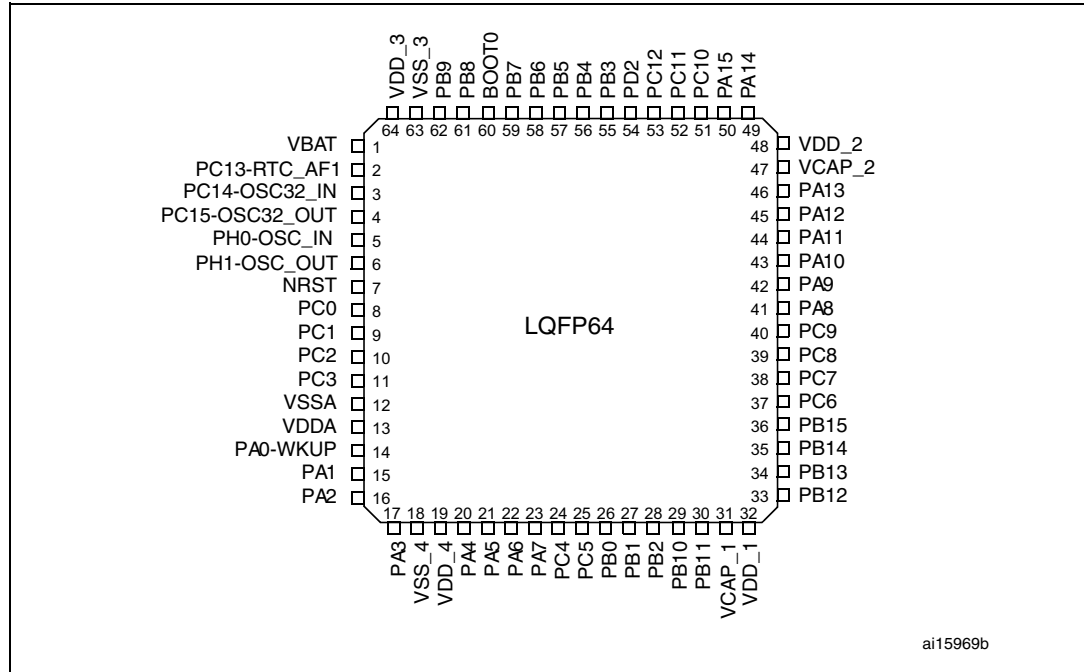 VDD_3
VSS_3
PB9
PB8
BOOT0
PB7
PB6
PB5
PB4
PB3
PD2
PC12
PC11
PC10
PA15
PA14
64 63 62 61 60 59 58 57 56 55 54 53 52 51 50 49
VBAT 1
PC13-RTC_AF1 2
PC14-OSC32_IN 3
PC15-OSC32_OUT 4
PH0-OSC_IN 5
PH1-OSC_OUT 6
NRST 7
PC0 8
PC1 9
PC2 10
PC3 11
VSSA 12
VDDA 13
PA0-WKUP 14
PA1 15
PA2 16
LQFP64
48 VDD_2
47 VCAP_2
46 PA13
45 PA12
44 PA11
43 PA10
42 PA9
41 PA8
40 PC9
39 PC8
38 PC7
37 PC6
36 PB15
35 PB14
34 PB13
33 PB12
17 18 19 20 21 22 23 24 25 26 27 28 29 30 31 32
PA3
VSS_4
VDD_4
PA4
PA5
PA6
PA7
PC4
PC5
PB0
PB1
PB2
PB10
PB11
VCAP_1
VDD_1
ai15969b